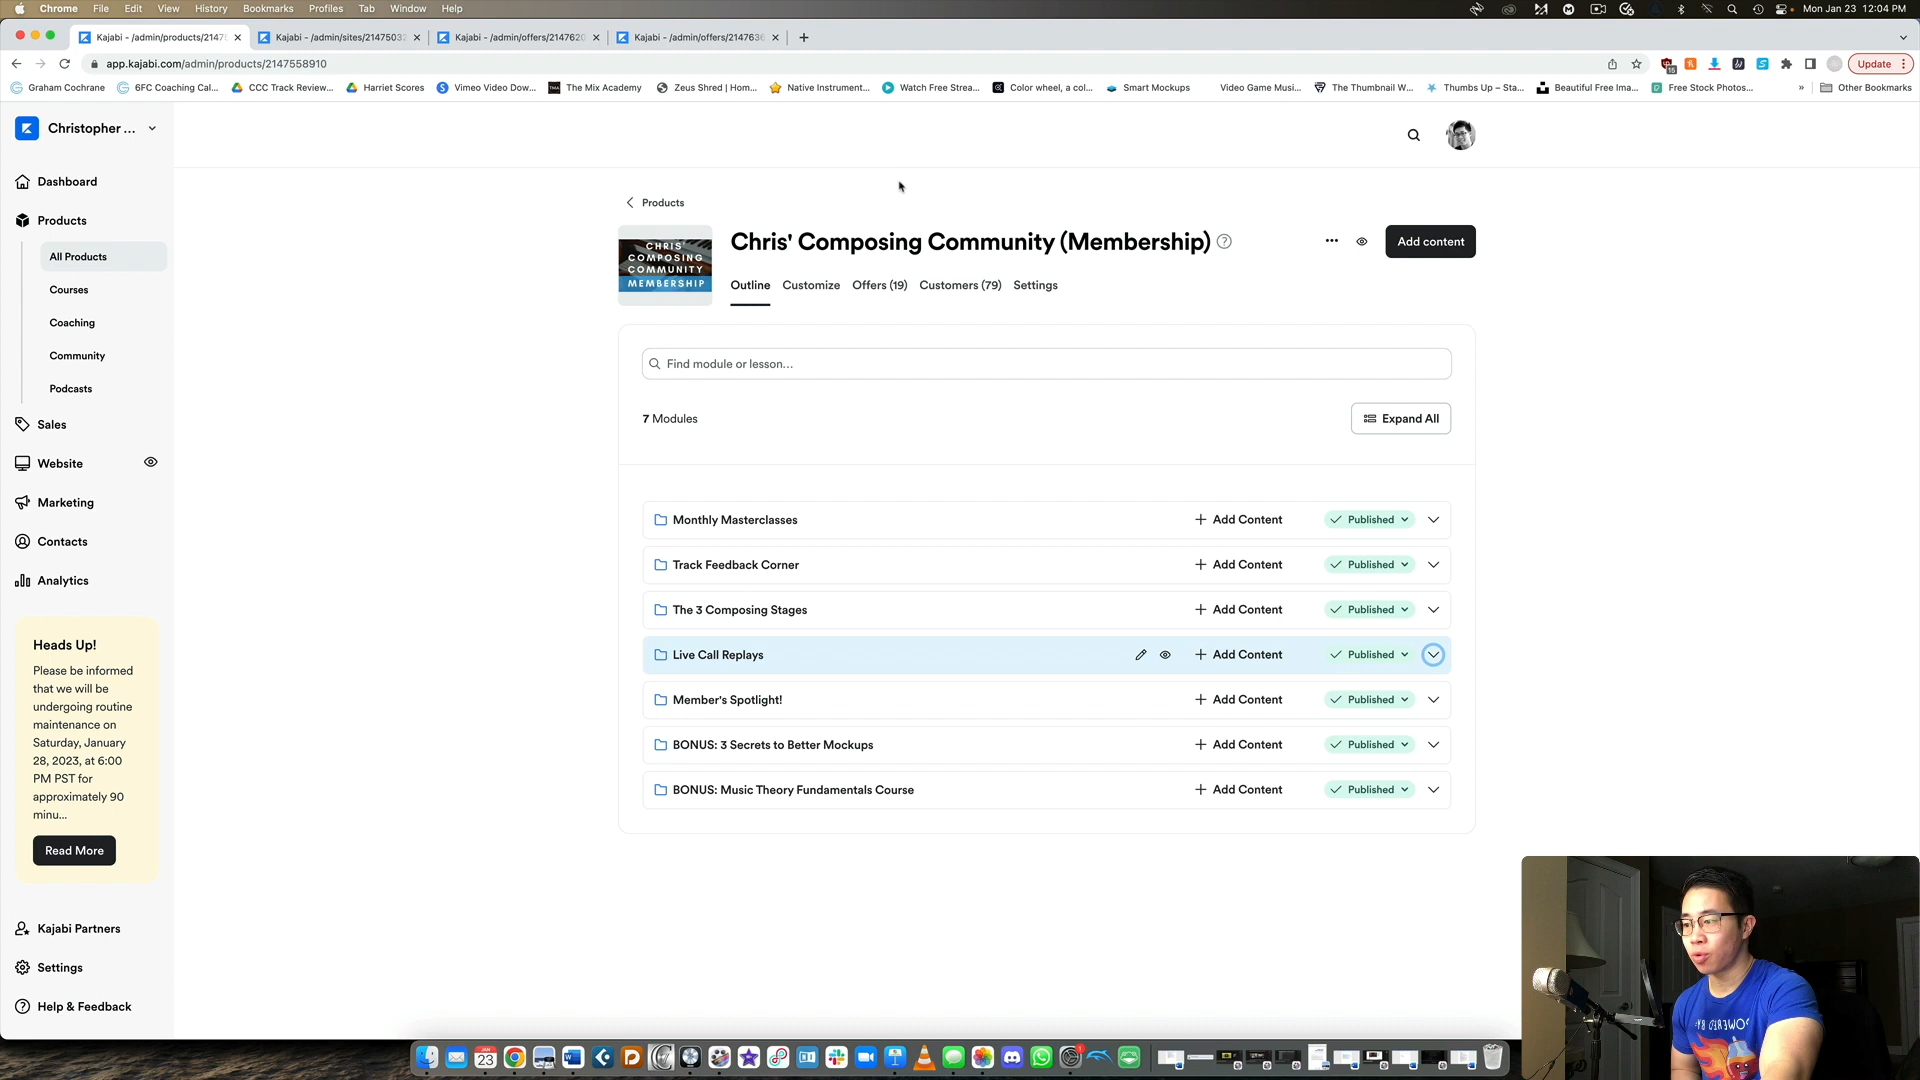 Chrome File Edit View History Bookmarks Profiles Tab Window Help Mon Jan 23 12:04 PM
Kajabi - /admin/products/2147 Kajabi - /admin/sites/2147503 Kajabi - /admin/offers/2147620 Kajabi - /admin/offers/2147636
app.kajabi.com/admin/products/2147558910 15 Update
Graham Cochrane 6FC Coaching Cal... CCC Track Review... Harriet Scores Vimeo Video Dow... The Mix Academy Zeus Shred | Hom... Native Instrument... Watch Free Strea... Color wheel, a col... Smart Mockups Video Game Musi... The Thumbnail W... Thumbs Up – Sta... Beautiful Free Ima... Free Stock Photos... » Other Bookmarks
Christopher ...
Dashboard
Products
All Products
Courses
Coaching
Community
Podcasts
Sales
Website
Marketing
Contacts
Analytics
Heads Up!
Please be informed
that we will be
undergoing routine
maintenance on
Saturday, January
28, 2023, at 6:00
PM PST for
approximately 90
minu...
Read More
Kajabi Partners
Settings
Help & Feedback
Products
CHRIS'
COMPOSING
COMMUNITY
MEMBERSHIP
Chris' Composing Community (Membership) ?
Add content
Outline Customize Offers (19) Customers (79) Settings
Find module or lesson...
7 Modules Expand All
Monthly Masterclasses + Add Content Published
Track Feedback Corner + Add Content Published
The 3 Composing Stages + Add Content Published
Live Call Replays + Add Content Published
Member's Spotlight! + Add Content Published
BONUS: 3 Secrets to Better Mockups + Add Content Published
BONUS: Music Theory Fundamentals Course + Add Content Published